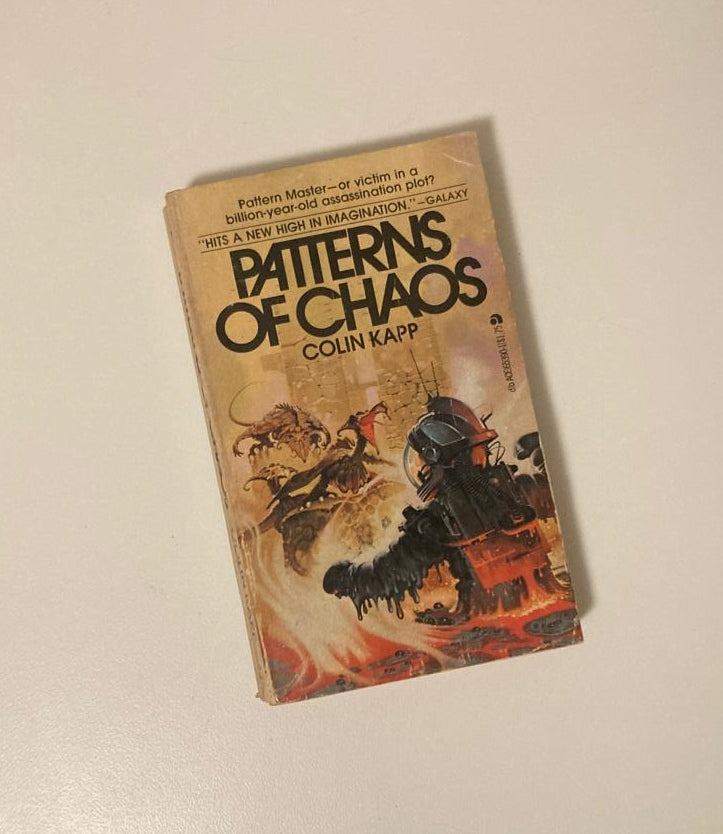 Pattern Master—or victim in a
billion-year-old assassination plot?
"HITS A NEW HIGH IN IMAGINATION."—GALAXY
PATTERNS
OF CHAOS
COLIN KAPP